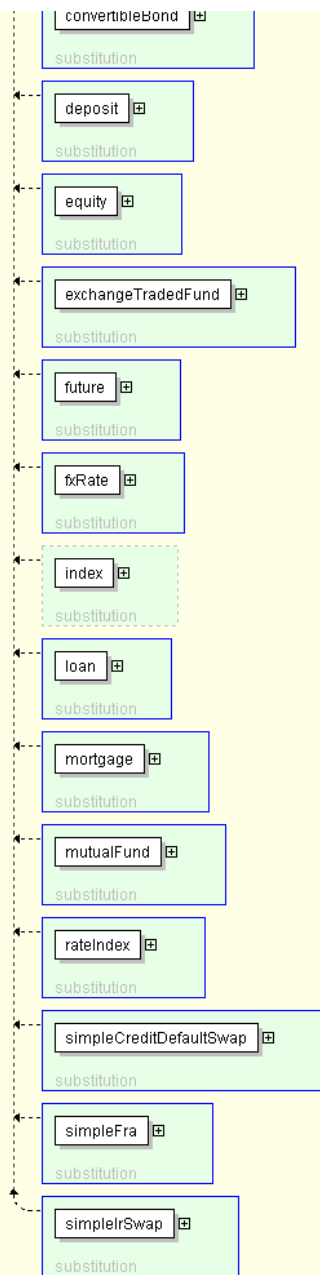 convertibleBond
substitution
deposit
substitution
equity
substitution
exchangeTradedFund
substitution
future
substitution
fxRate
substitution
index
substitution
loan
substitution
mortgage
substitution
mutualFund
substitution
rateIndex
substitution
simpleCreditDefaultSwap
substitution
simpleFra
substitution
simpleIrSwap
substitution